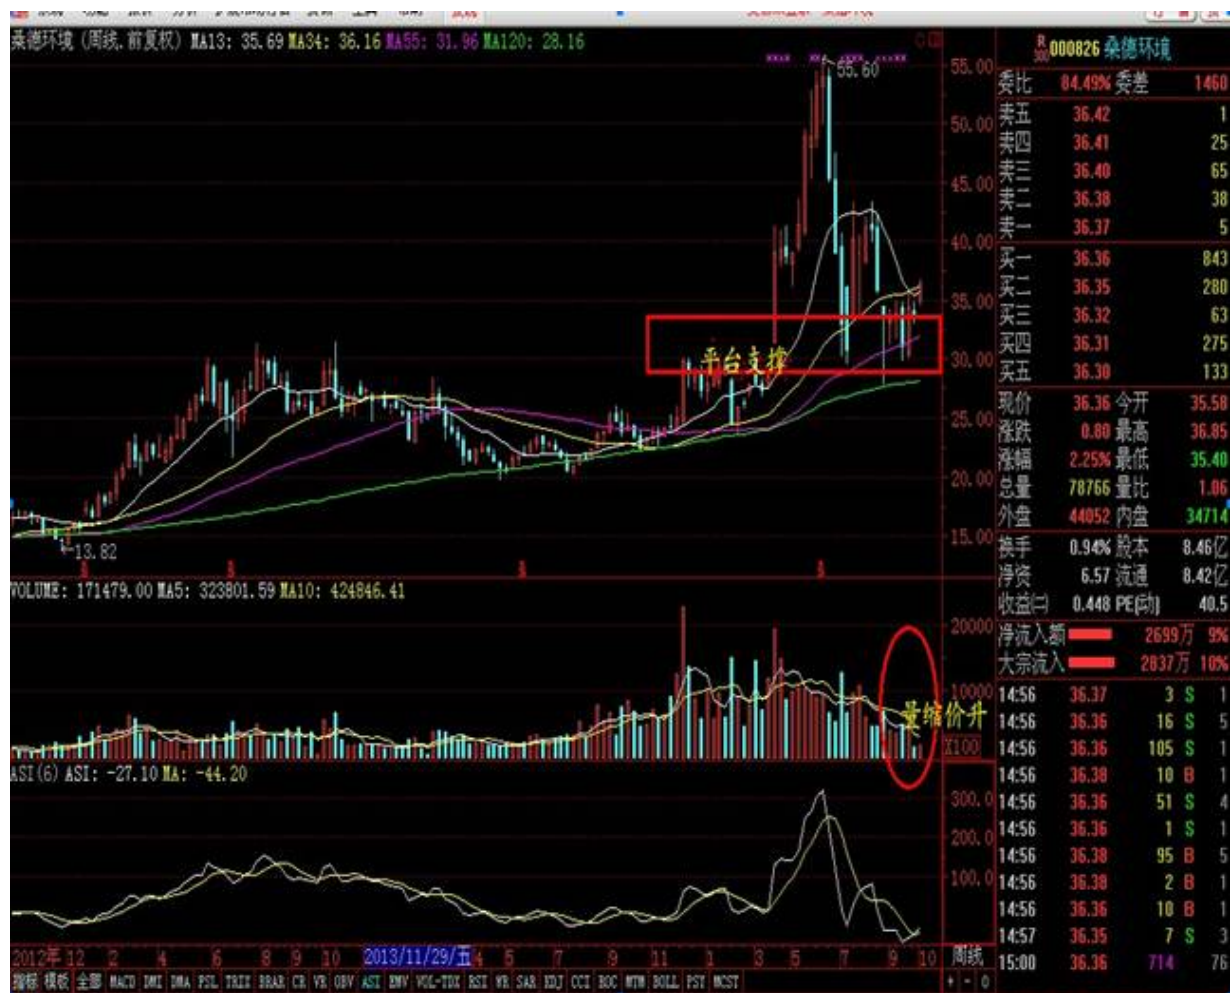 桑德环境 (周线.前复权) MA13: 35.69 MA34: 36.16 MA55: 31.96 MA120: 28.16
55.60
55.00
50.00
45.00
40.00
35.00
30.00
25.00
20.00
15.00
平台支撑
13.82
VOLUME: 171479.00 MA5: 323801.59 MA10: 424846.41
20000
10000
X100
量缩价升
ASI(6) ASI: -27.10 MA: -44.20
300.0
200.0
100.0
2012年 12 2 4 6 8 9 10 2013/11/29/五 4 5 7 9 11 1 3 5 7 9 10 周线
指标 模板 全部 MACD DMI DMA FSL TRIX BRAR CR VR OBV ASI EMV VOL-TDX RSI WR SAR KDJ CCI ROC MTM BOLL PSY MCST + - 0
R 300 000826 桑德环境
委比 84.49% 委差 1460
卖五 36.42 1
卖四 36.41 25
卖三 36.40 65
卖二 36.38 38
卖一 36.37 5
买一 36.36 843
买二 36.35 280
买三 36.32 63
买四 36.31 275
买五 36.30 133
现价 36.36 今开 35.58
涨跌 0.80 最高 36.85
涨幅 2.25% 最低 35.40
总量 78766 量比 1.06
外盘 44052 内盘 34714
换手 0.94% 股本 8.46亿
净资 6.57 流通 8.42亿
收益㈡ 0.448 PE(动) 40.5
净流入额 2699万 9%
大宗流入 2837万 10%
14:56 36.37 3 S 1
14:56 36.36 16 S 5
14:56 36.36 105 S
14:56 36.38 10 B 1
14:56 36.36 51 S 4
14:56 36.36 1 S 1
14:56 36.38 95 B 5
14:56 36.38 2 B 1
14:56 36.36 10 B 1
14:57 36.35 7 S 3
15:00 36.36 714 76